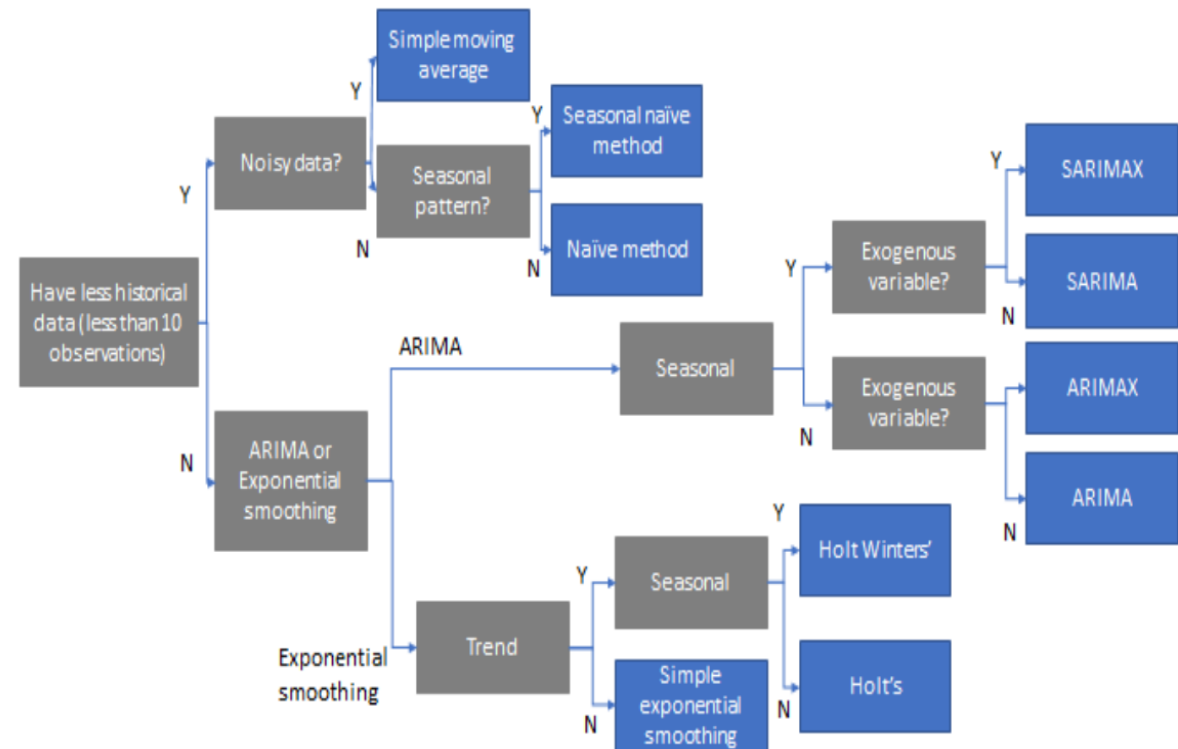 Simple moving
average
Y
Y
Seasonal naïve
method
Noisy data?
Seasonal
pattern?
Y
SARIMAX
Y
N
N
Naïve method
Y
Exogenous
variable?
SARIMA
N
Have less historical
data (less than 10
observations)
ARIMA
Seasonal
Y
Exogenous
variable?
ARIMAX
N
N
ARIMA or
Exponential
smoothing
ARIMA
N
Y
Holt Winters'
Y
Seasonal
Exponential
smoothing
Trend
N
Simple
exponential
smoothing
N
Holt's